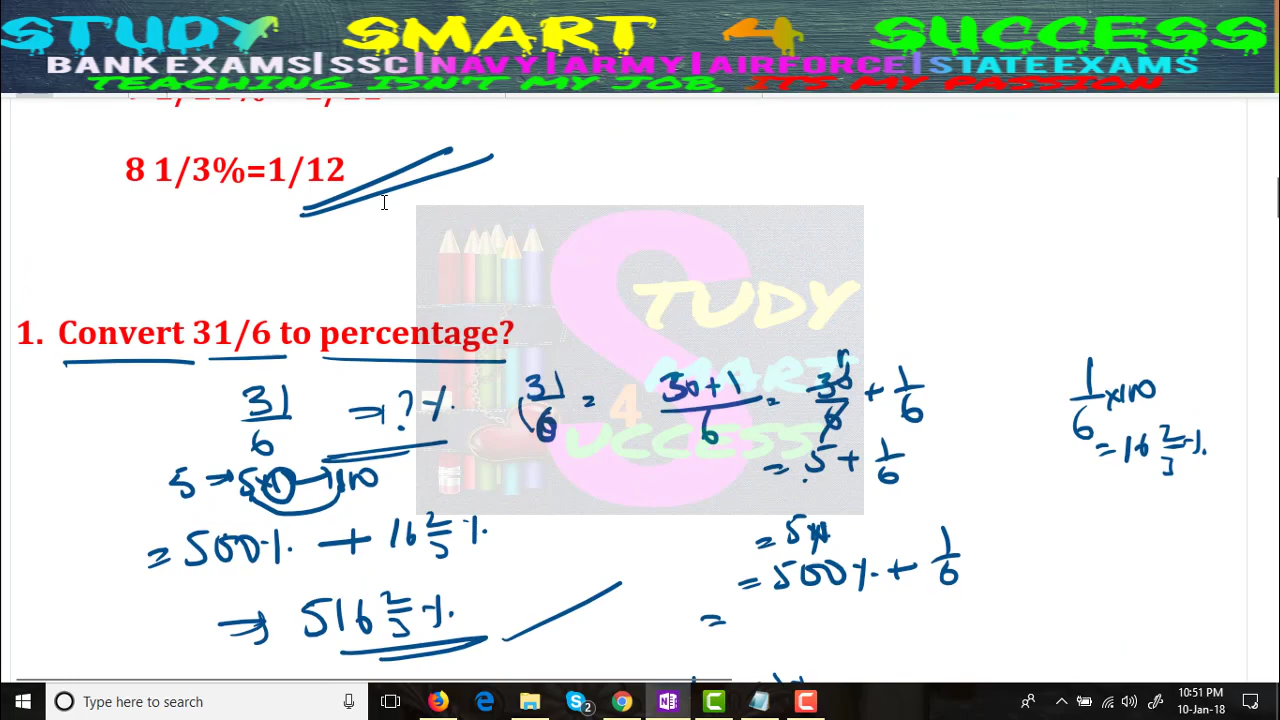 STUDY SMART 4 SUCCESS
BANK EXAMS|SSC|NAVY|ARMY|AIRFORCE|STATE EXAMS
TEACHING ISN'T MY JOB, ITS MY PASSION
8 1/3%=1/12
STUDY
SMART
4
SUCCESS
1. Convert 31/6 to percentage?
31/6 ⇒ ?%
31/6 = 30+1/6 = 30/6 + 1/6
1/6 ×100
= 16 2/3 %
= 5 + 1/6
5 → 5×1 → 100
= 500% + 16 2/3 %
= 5×1
= 500% + 1/6
⇒ 516 2/3 %
=
Type here to search
2
10:51 PM
10-Jan-18